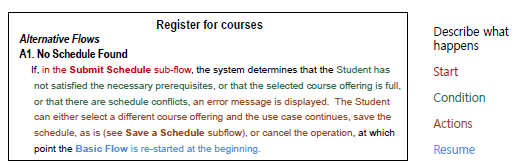 Register for courses
Alternative Flows
A1. No Schedule Found
If, in the Submit Schedule sub-flow, the system determines that the Student has
not satisfied the necessary prerequisites, or that the selected course offering is full,
or that there are schedule conflicts, an error message is displayed. The Student
can either select a different course offering and the use case continues, save the
schedule, as is (see Save a Schedule subflow), or cancel the operation, at which
point the Basic Flow is re-started at the beginning.
Describe what
happens
Start
Condition
Actions
Resume